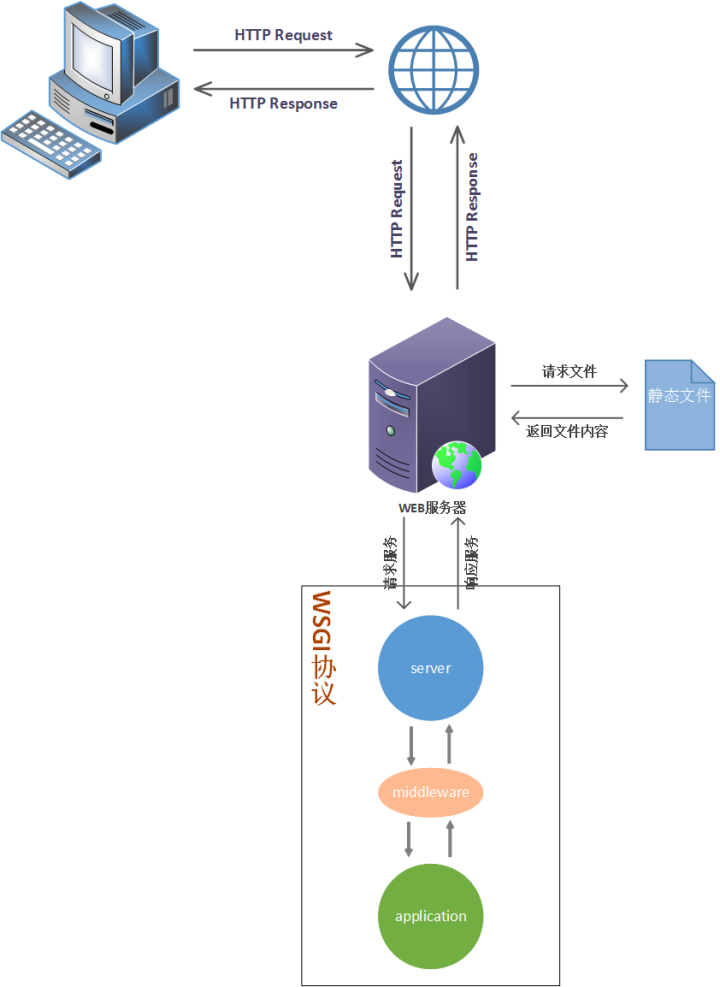 HTTP Request
HTTP Response
HTTP Request
HTTP Response
请求文件
静态文件
返回文件内容
WEB服务器
请求服务
响应服务
WSGI协议
server
middleware
application